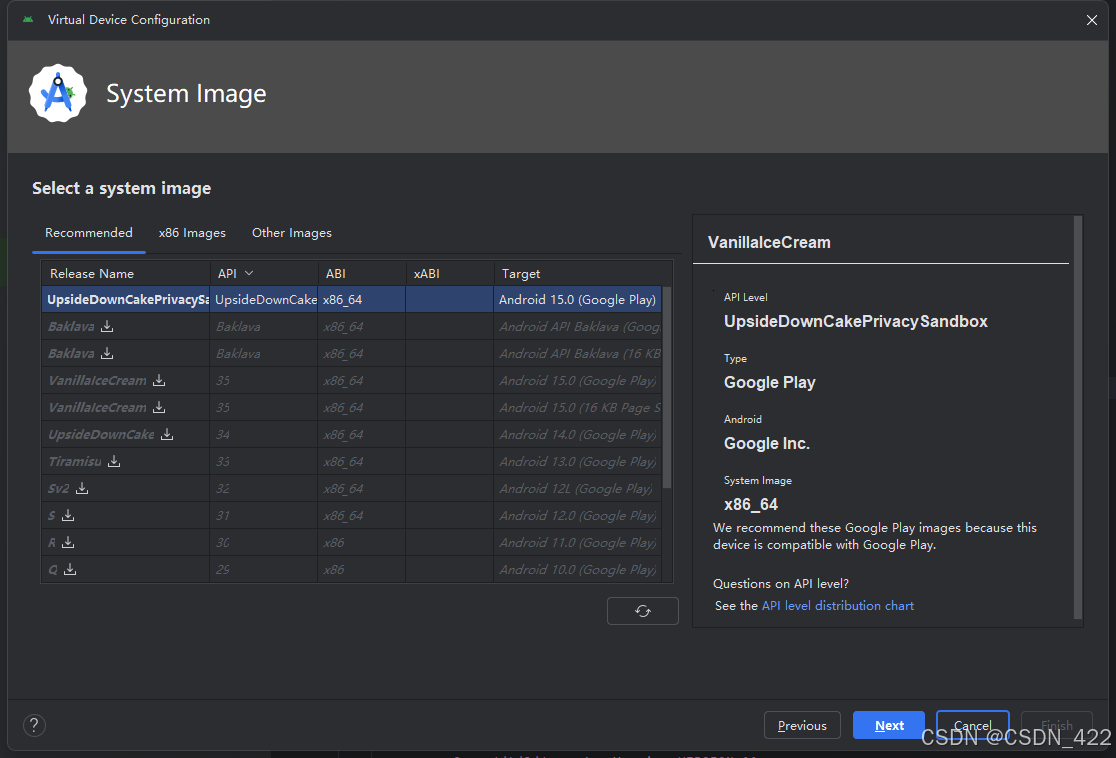 Virtual Device Configuration
System Image
Select a system image
Recommended x86 Images Other Images
Release Name API ABI xABI Target
UpsideDownCakePrivacySa UpsideDownCake x86_64 Android 15.0 (Google Play)
Baklava Baklava x86_64 Android API Baklava (Goog
Baklava Baklava x86_64 Android API Baklava (16 KB
VanillaIceCream 35 x86_64 Android 15.0 (Google Play)
VanillaIceCream 35 x86_64 Android 15.0 (16 KB Page S
UpsideDownCake 34 x86_64 Android 14.0 (Google Play)
Tiramisu 33 x86_64 Android 13.0 (Google Play)
Sv2 32 x86_64 Android 12L (Google Play)
S 31 x86_64 Android 12.0 (Google Play)
R 30 x86 Android 11.0 (Google Play)
Q 29 x86 Android 10.0 (Google Play)
VanillaIceCream
API Level
UpsideDownCakePrivacySandbox
Type
Google Play
Android
Google Inc.
System Image
x86_64
We recommend these Google Play images because this
device is compatible with Google Play.
Questions on API level?
See the API level distribution chart
? Previous Next Cancel Finish
CSDN @CSDN_422